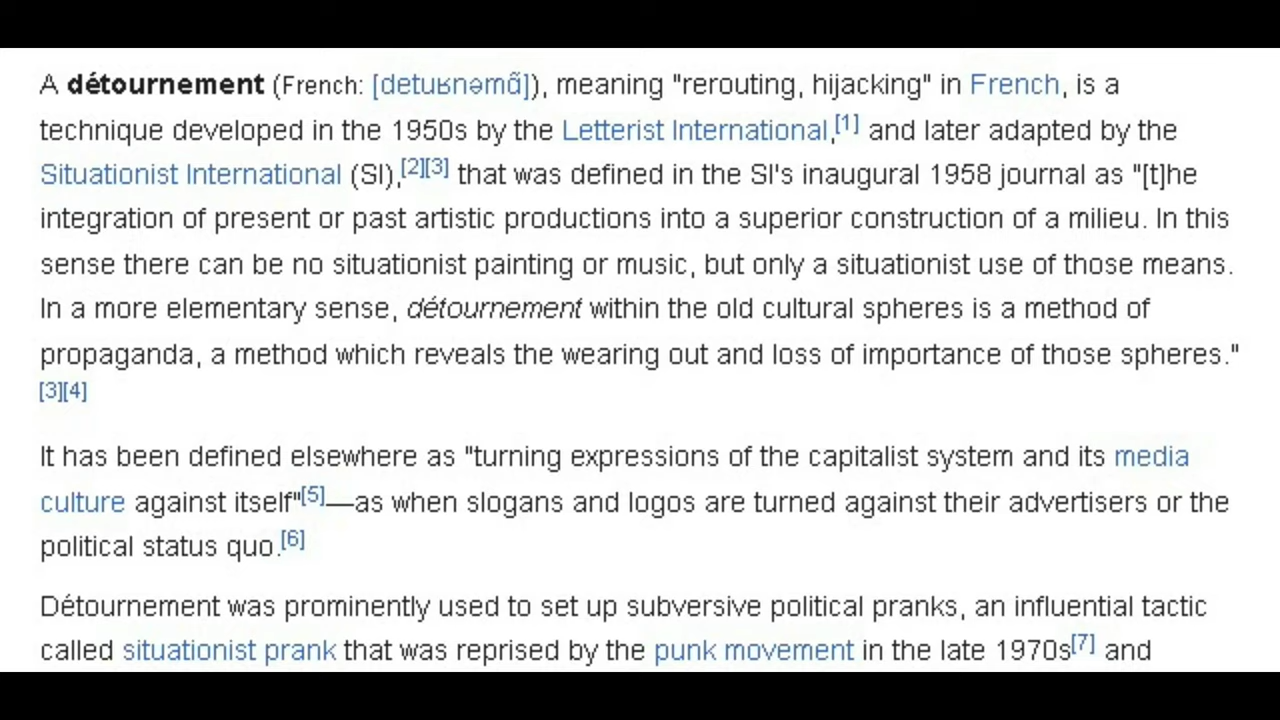 A détournement (French: [detuʁnəmɑ̃]), meaning "rerouting, hijacking" in French, is a
technique developed in the 1950s by the Letterist International,[1] and later adapted by the
Situationist International (SI),[2][3] that was defined in the SI's inaugural 1958 journal as "[t]he
integration of present or past artistic productions into a superior construction of a milieu. In this
sense there can be no situationist painting or music, but only a situationist use of those means.
In a more elementary sense, détournement within the old cultural spheres is a method of
propaganda, a method which reveals the wearing out and loss of importance of those spheres."
[3][4]
It has been defined elsewhere as "turning expressions of the capitalist system and its media
culture against itself"[5]—as when slogans and logos are turned against their advertisers or the
political status quo.[6]
Détournement was prominently used to set up subversive political pranks, an influential tactic
called situationist prank that was reprised by the punk movement in the late 1970s[7] and